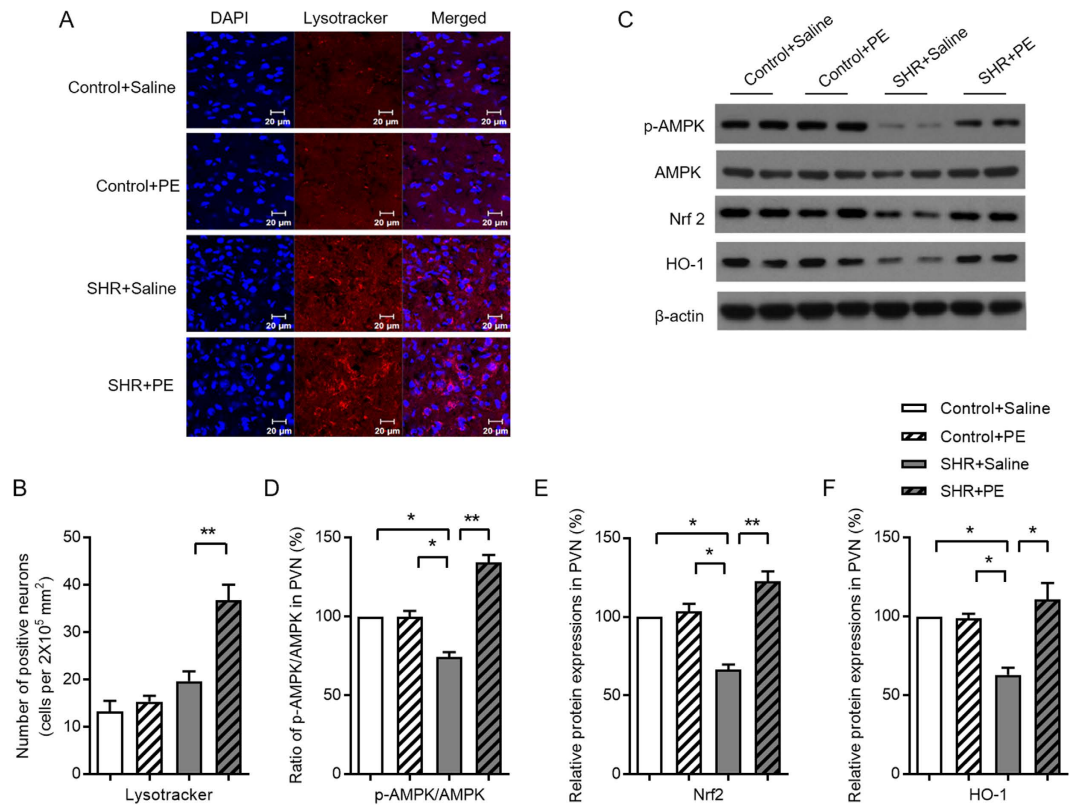 A
DAPI Lysotracker Merged
Control+Saline
20 μm 20 μm 20 μm
Control+PE
20 μm 20 μm 20 μm
SHR+Saline
20 μm 20 μm 20 μm
SHR+PE
20 μm 20 μm 20 μm
C
Control+Saline Control+PE SHR+Saline SHR+PE
p-AMPK
AMPK
Nrf 2
HO-1
β-actin
Control+Saline
Control+PE
SHR+Saline
SHR+PE
B
Number of positive neurons
(cells per 2X10⁵ mm²)
50
40
30
20
10
0
**
Lysotracker
D
Ratio of p-AMPK/AMPK in PVN (%)
150
100
50
0
* **
*
p-AMPK/AMPK
E
Relative protein expressions in PVN (%)
150
100
50
0
* **
*
Nrf2
F
Relative protein expressions in PVN (%)
150
100
50
0
* *
*
HO-1